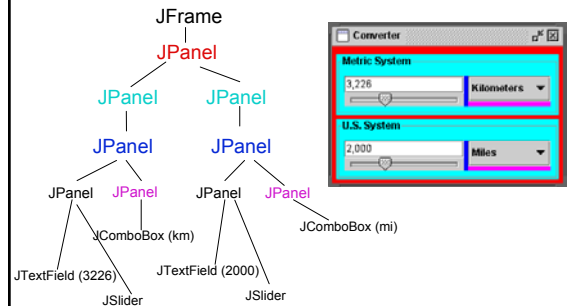 JFrame
JPanel
JPanel JPanel
JPanel JPanel
JPanel JPanel JPanel JPanel
JComboBox (km) JComboBox (mi)
JTextField (3226) JTextField (2000)
JSlider JSlider
Converter
Metric System
3,226 Kilometers
U.S. System
2,000 Miles